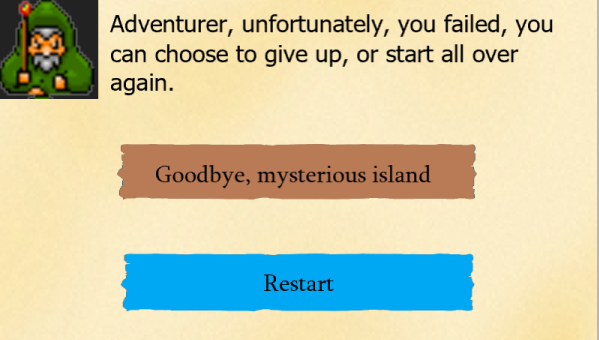 Adventurer, unfortunately, you failed, you
can choose to give up, or start all over
again.
Goodbye, mysterious island
Restart